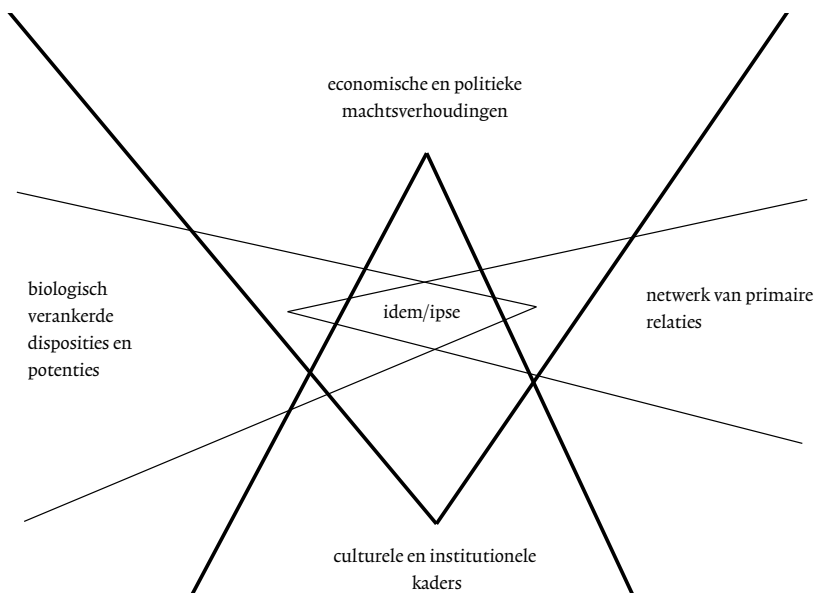 economische en politieke
machtsverhoudingen
biologisch
verankerde
disposities en
potenties
idem/ipse
netwerk van primaire
relaties
culturele en institutionele
kaders